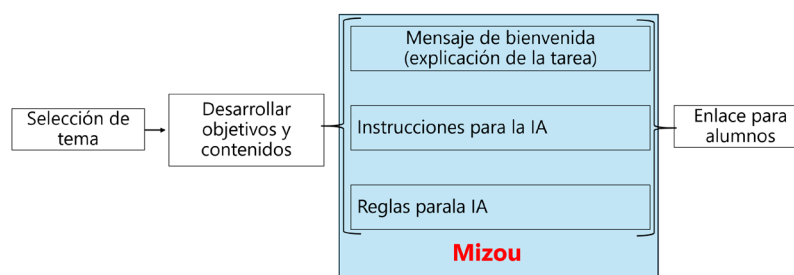 Selección de
tema
Desarrollar
objetivos y
contenidos
Mensaje de bienvenida
(explicación de la tarea)
Instrucciones para la IA
Reglas parala IA
Mizou
Enlace para
alumnos